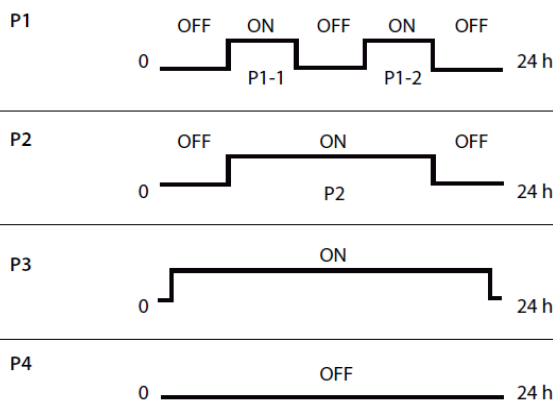 P1
OFF ON OFF ON OFF
0 24 h
P1-1 P1-2
P2
OFF ON OFF
0 24 h
P2
P3
ON
0 24 h
P4
OFF
0 24 h